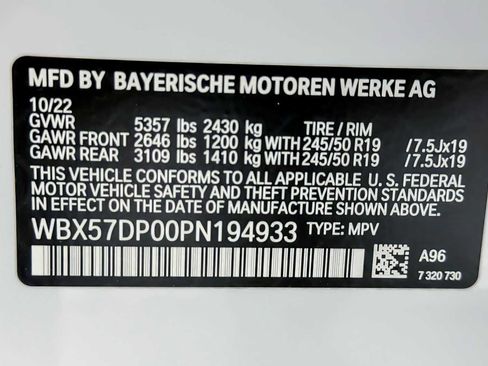 MFD BY BAYERISCHE MOTOREN WERKE AG
10/22
GVWR 5357 lbs 2430 kg TIRE / RIM
GAWR FRONT 2646 lbs 1200 kg WITH 245/50 R19 /7.5Jx19
GAWR REAR 3109 lbs 1410 kg WITH 245/50 R19 /7.5Jx19
THIS VEHICLE CONFORMS TO ALL APPLICABLE U. S. FEDERAL
MOTOR VEHICLE SAFETY AND THEFT PREVENTION STANDARDS
IN EFFECT ON THE DATE OF MANUFACTURE SHOWN ABOVE.
WBX57DP00PN194933 TYPE: MPV
A96
7 320 730